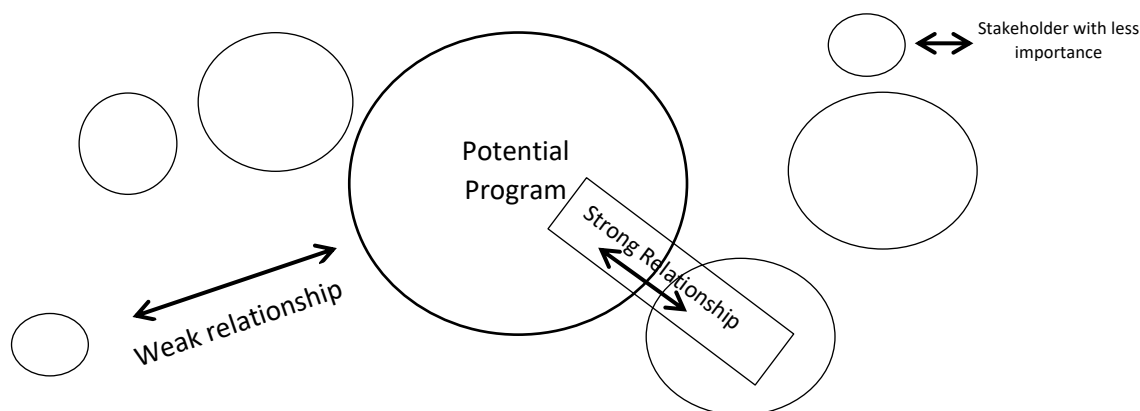 Stakeholder with less
importance
Potential
Program
Strong Relationship
Weak relationship